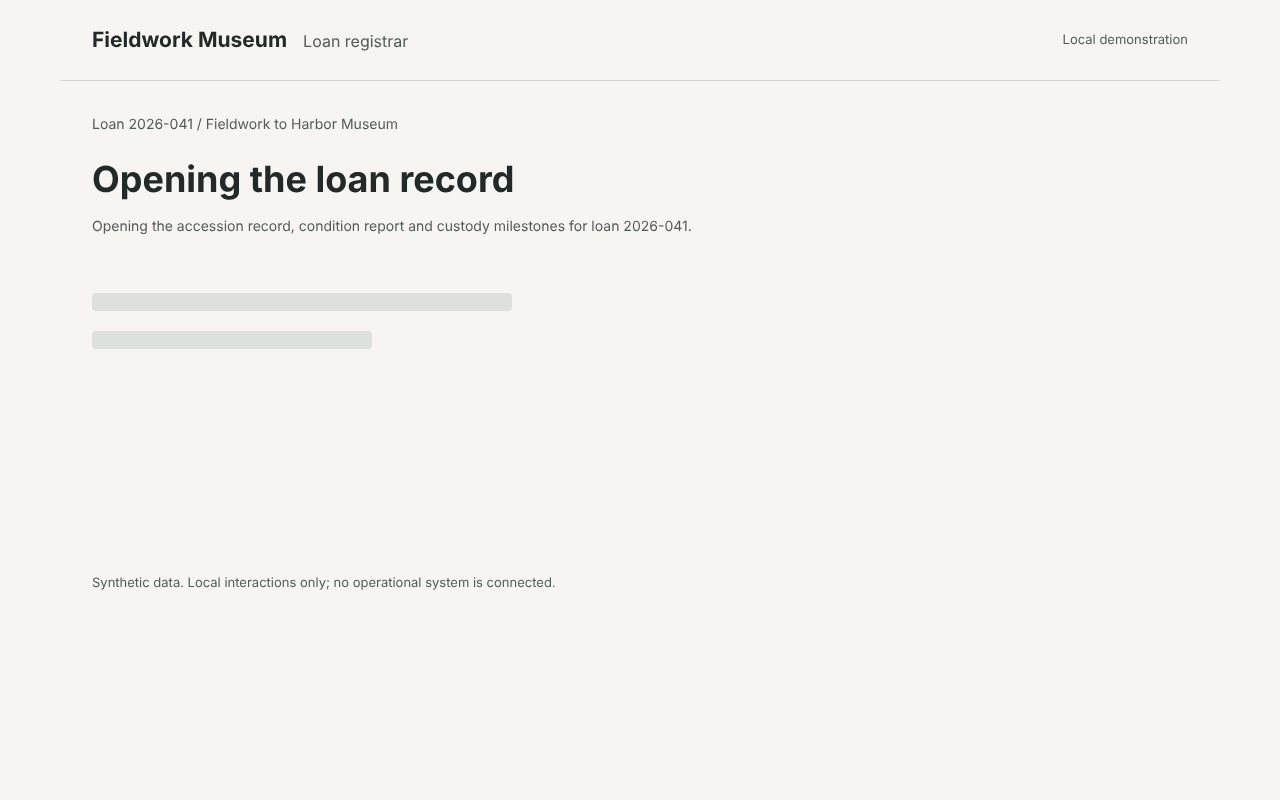 Fieldwork Museum Loan registrar
Local demonstration
Loan 2026-041 / Fieldwork to Harbor Museum
Opening the loan record
Opening the accession record, condition report and custody milestones for loan 2026-041.
Synthetic data. Local interactions only; no operational system is connected.